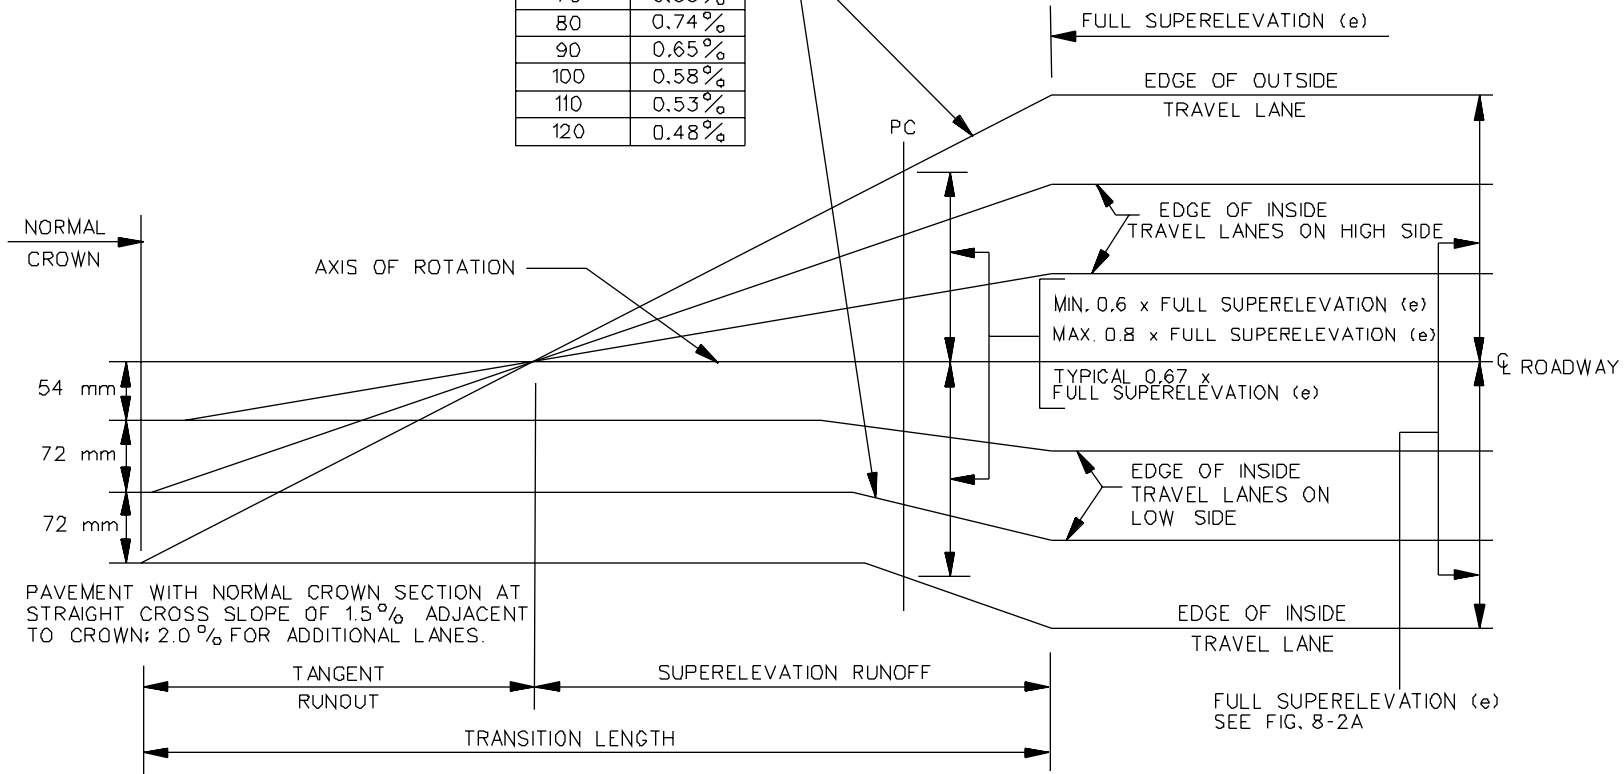 80 0.74%
90 0.65%
100 0.58%
110 0.53%
120 0.48%
FULL SUPERELEVATION (e)
EDGE OF OUTSIDE
TRAVEL LANE
PC
NORMAL
CROWN
AXIS OF ROTATION
EDGE OF INSIDE
TRAVEL LANES ON HIGH SIDE
MIN. 0.6 x FULL SUPERELEVATION (e)
MAX. 0.8 x FULL SUPERELEVATION (e)
TYPICAL 0.67 x
FULL SUPERELEVATION (e)
℄ ROADWAY
54 mm
72 mm
72 mm
EDGE OF INSIDE
TRAVEL LANES ON
LOW SIDE
PAVEMENT WITH NORMAL CROWN SECTION AT
STRAIGHT CROSS SLOPE OF 1.5% ADJACENT
TO CROWN; 2.0% FOR ADDITIONAL LANES.
EDGE OF INSIDE
TRAVEL LANE
TANGENT
RUNOUT
SUPERELEVATION RUNOFF
FULL SUPERELEVATION (e)
SEE FIG. 8-2A
TRANSITION LENGTH